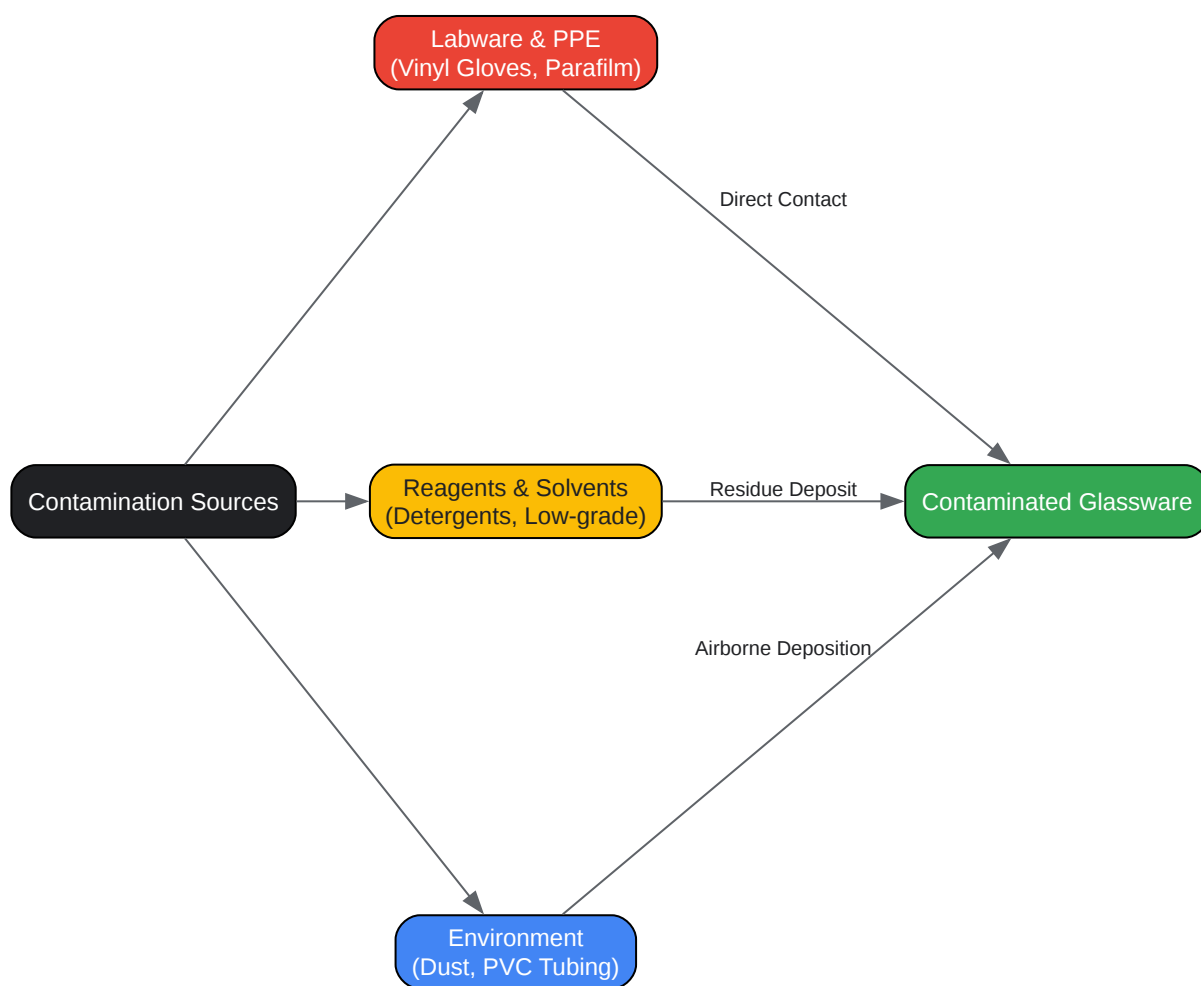 Labware & PPE
(Vinyl Gloves, Parafilm)
Direct Contact
Contamination Sources
Reagents & Solvents
(Detergents, Low-grade)
Residue Deposit
Contaminated Glassware
Airborne Deposition
Environment
(Dust, PVC Tubing)